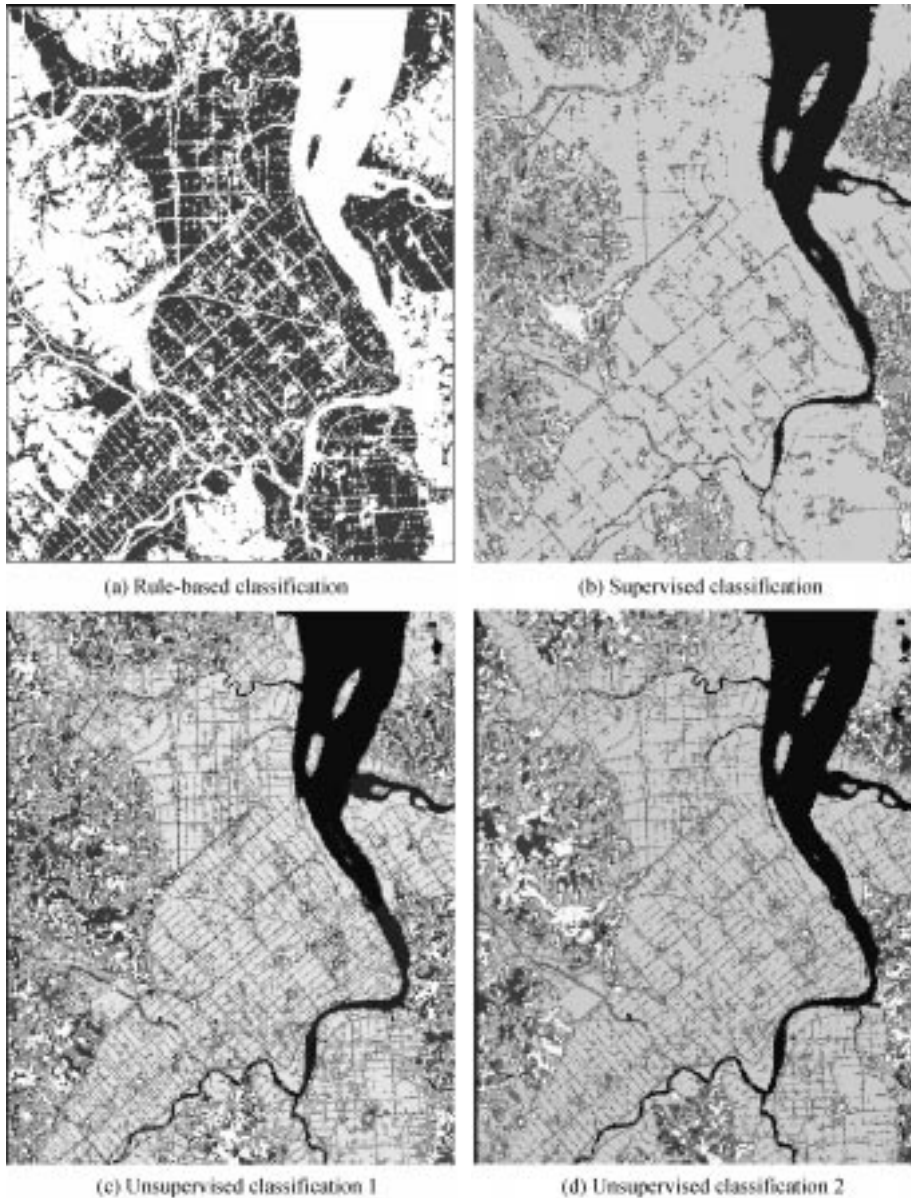 (a) Rule-based classification
(b) Supervised classification
(c) Unsupervised classification 1
(d) Unsupervised classification 2